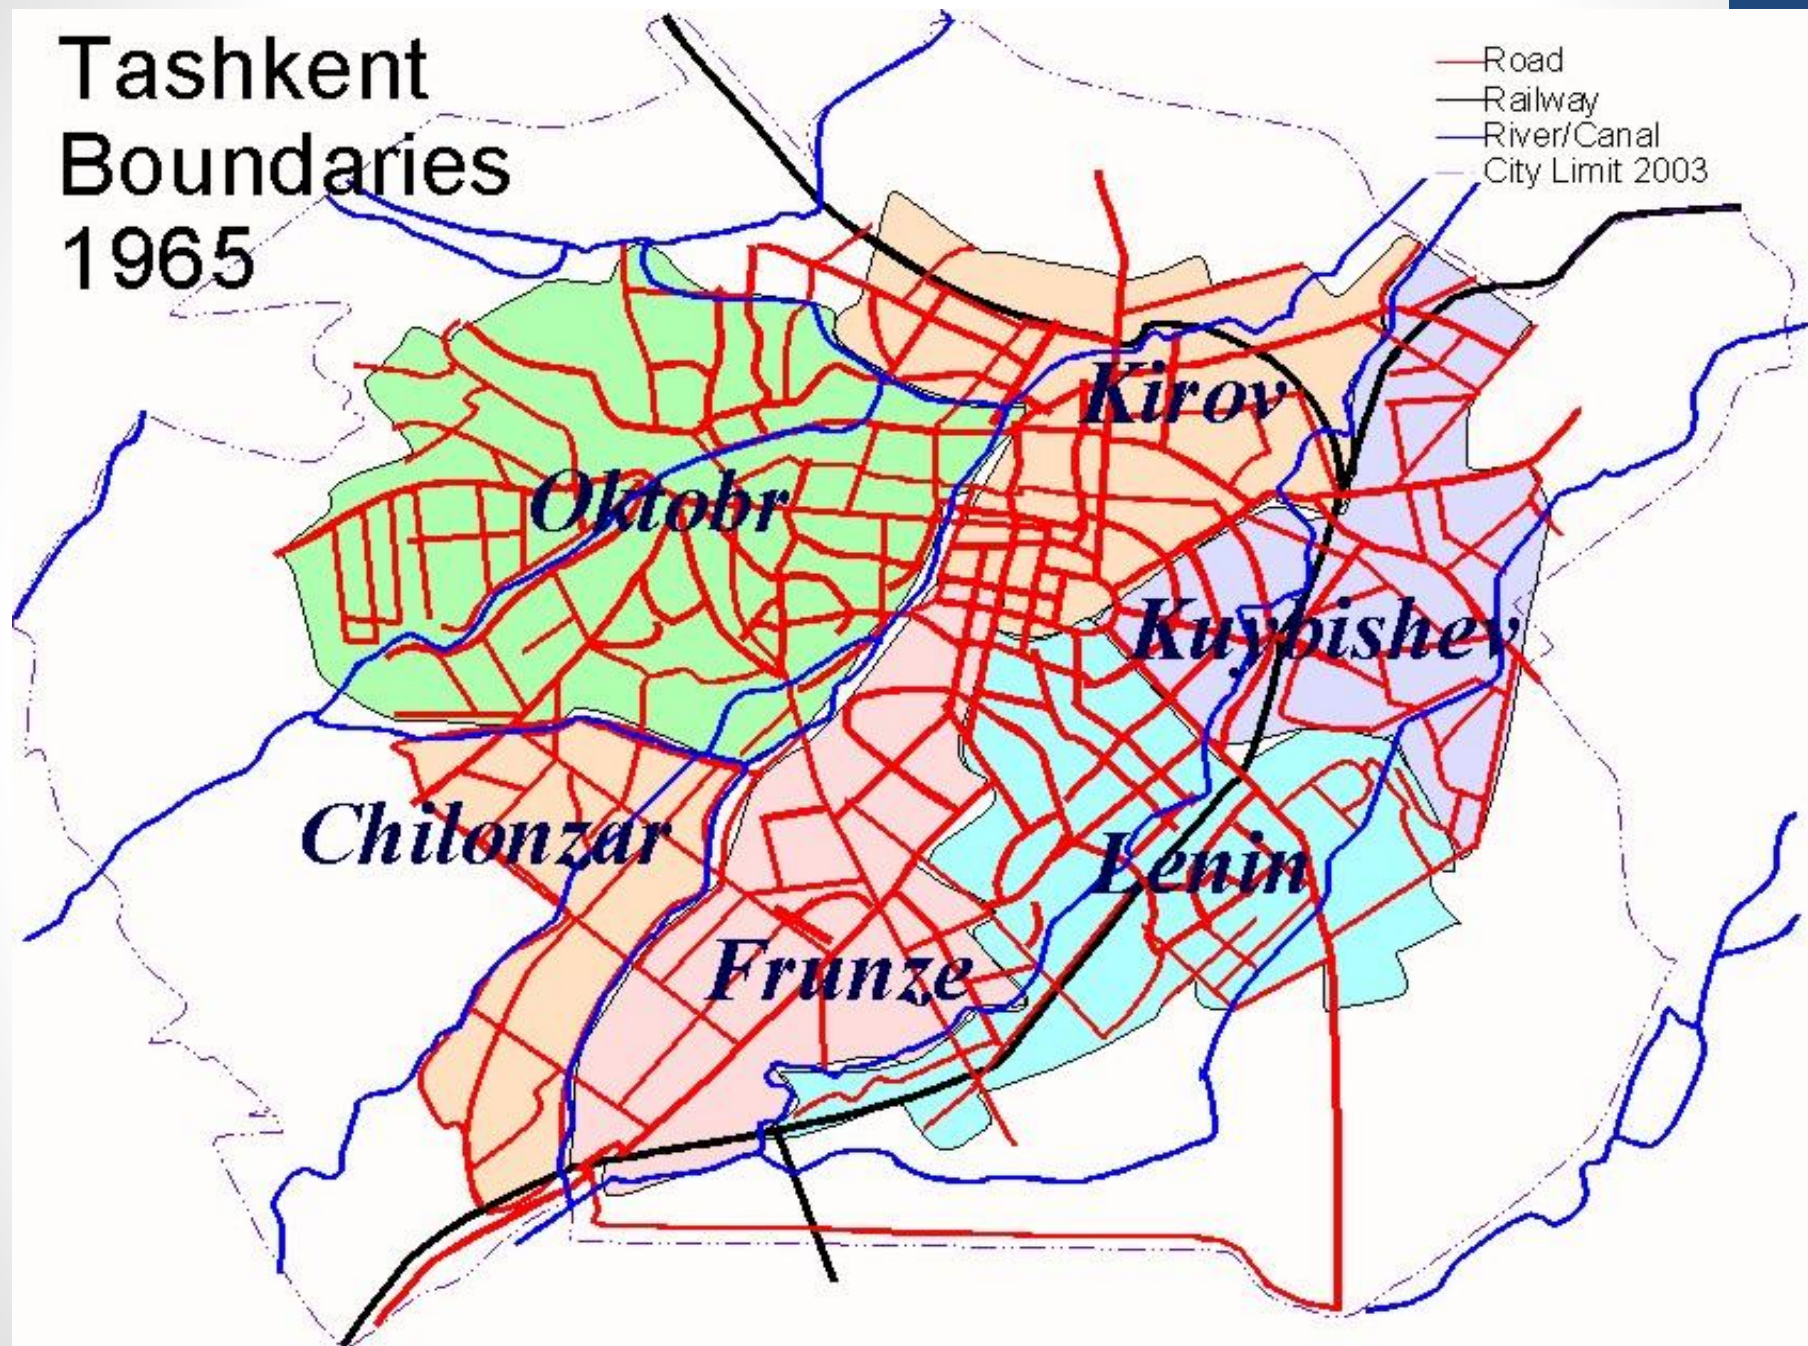 Tashkent
Boundaries
1965
Road
Railway
River/Canal
City Limit 2003
Kirov
Oktobr
Kuybishev
Chilonzar
Lenin
Frunze